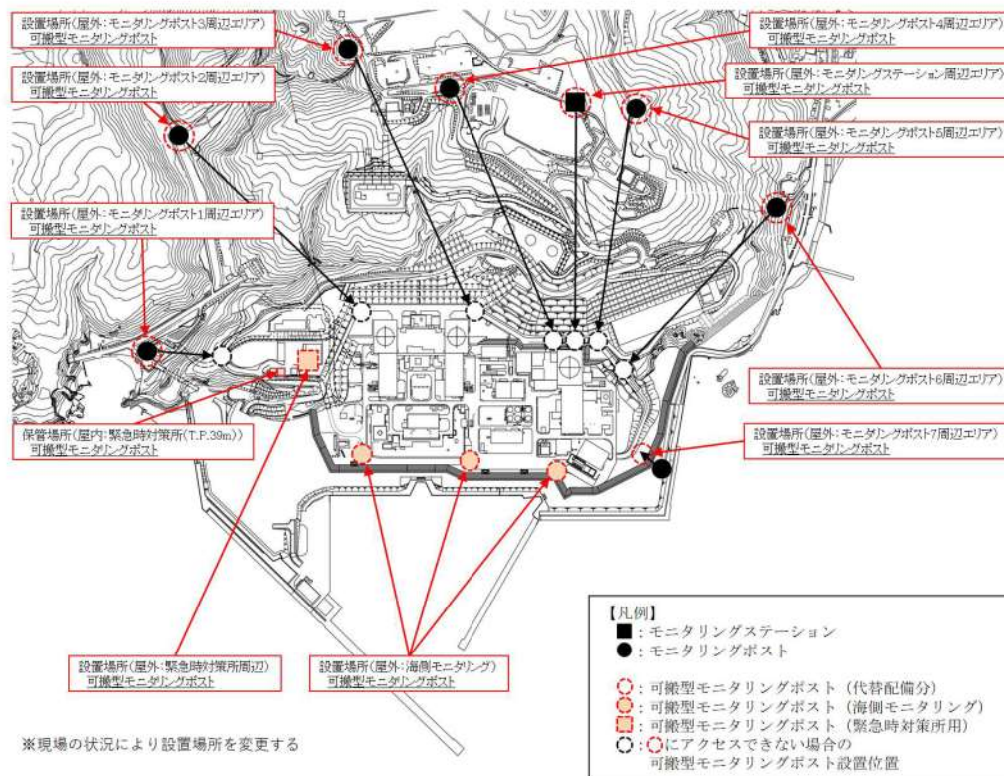 設置場所(屋外:モニタリングポスト3周辺エリア)
可搬型モニタリングポスト
設置場所(屋外:モニタリングポスト4周辺エリア)
可搬型モニタリングポスト
設置場所(屋外:モニタリングポスト2周辺エリア)
可搬型モニタリングポスト
設置場所(屋外:モニタリングステーション周辺エリア)
可搬型モニタリングポスト
設置場所(屋外:モニタリングポスト5周辺エリア)
可搬型モニタリングポスト
設置場所(屋外:モニタリングポスト1周辺エリア)
可搬型モニタリングポスト
設置場所(屋外:モニタリングポスト6周辺エリア)
可搬型モニタリングポスト
保管場所(屋内:緊急時対策所(T.P.39m))
可搬型モニタリングポスト
設置場所(屋外:モニタリングポスト7周辺エリア)
可搬型モニタリングポスト
設置場所(屋外:緊急時対策所周辺)
可搬型モニタリングポスト
設置場所(屋外:海側モニタリング)
可搬型モニタリングポスト
【凡例】
:モニタリングステーション
:モニタリングポスト
:可搬型モニタリングポスト(代替配備分)
:可搬型モニタリングポスト(海側モニタリング)
:可搬型モニタリングポスト(緊急時対策所用)
:にアクセスできない場合の
可搬型モニタリングポスト設置位置
※現場の状況により設置場所を変更する